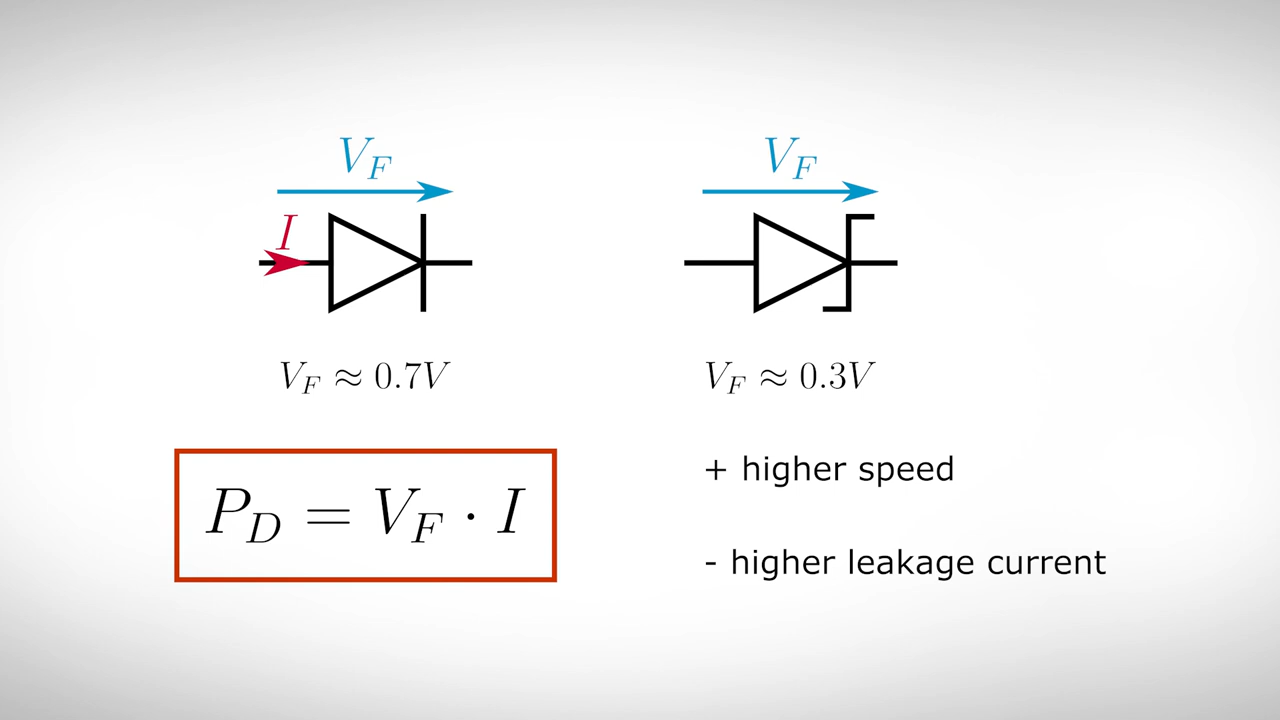 V_F
V_F
I
V_F ≈ 0.7V
V_F ≈ 0.3V
P_D = V_F · I
+ higher speed
- higher leakage current